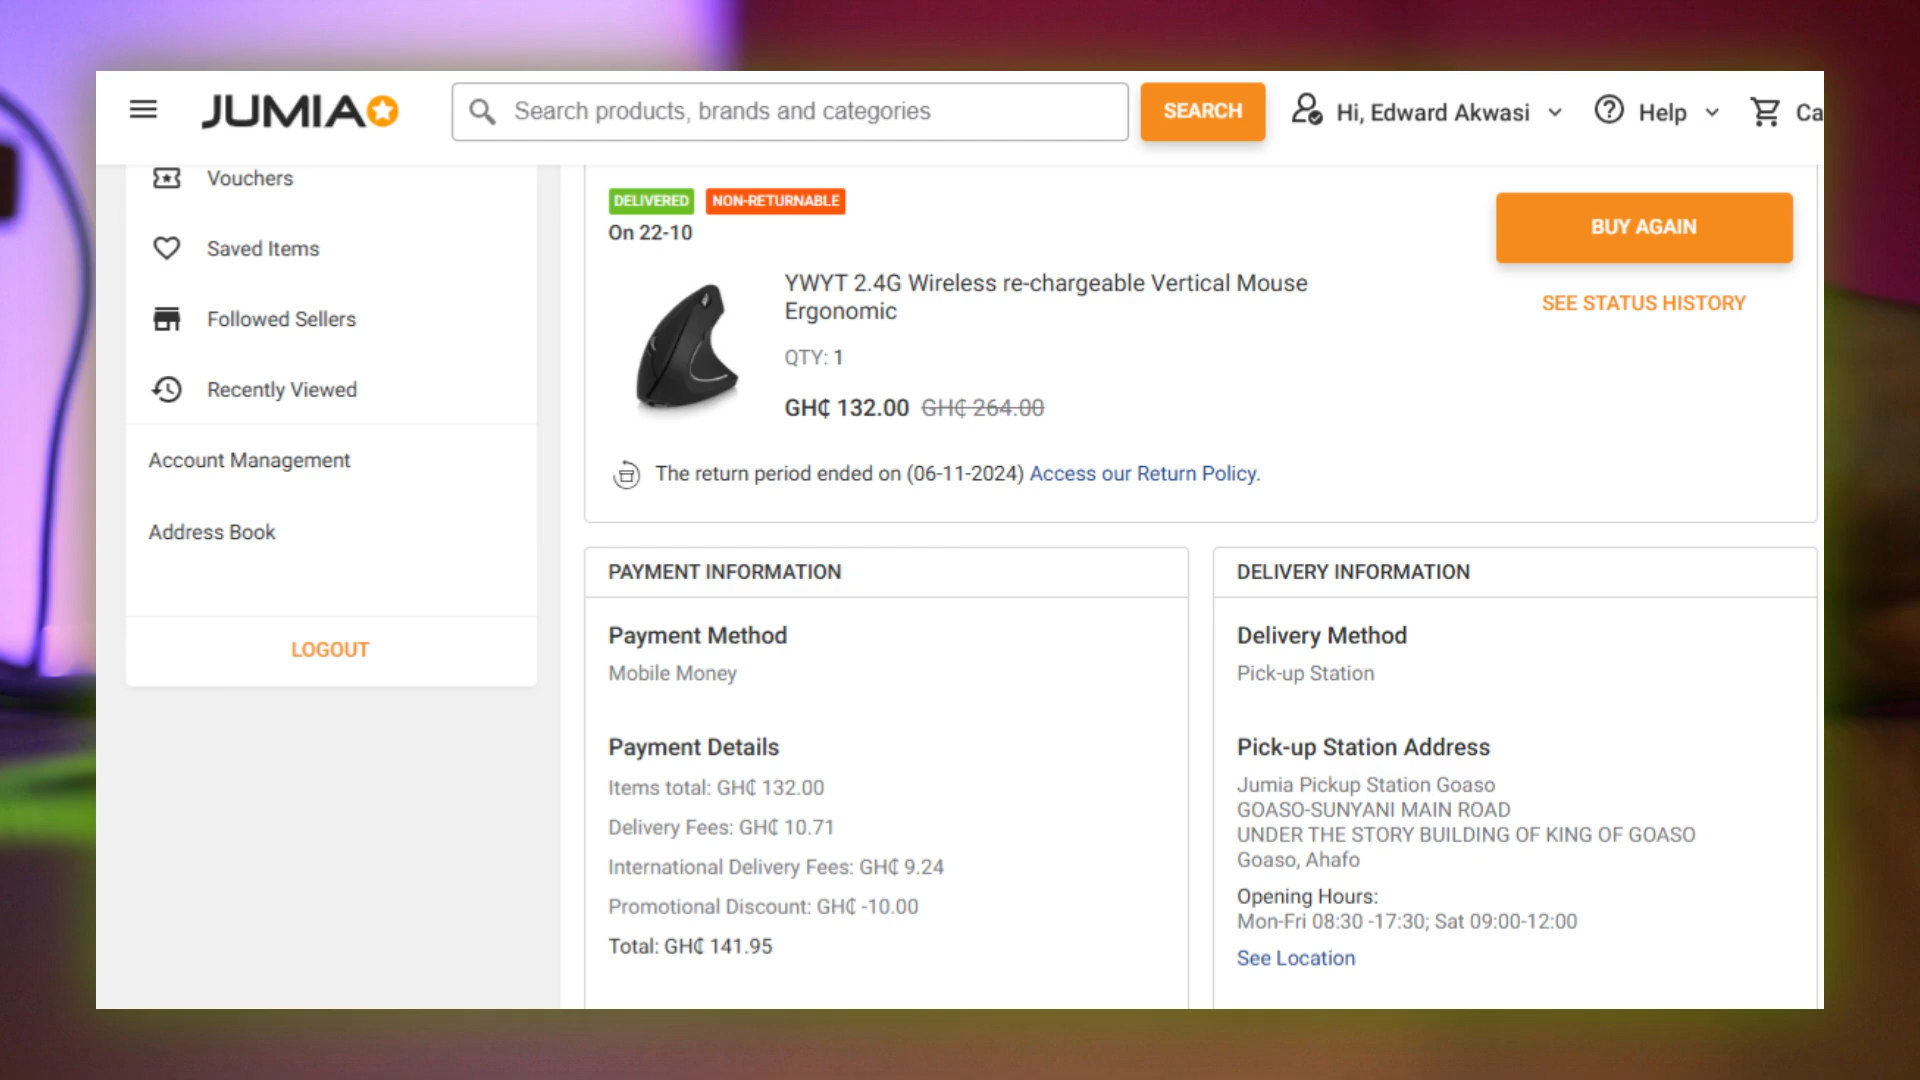 JUMIA
Search products, brands and categories
SEARCH
Hi, Edward Akwasi
Help
Ca
Vouchers
Saved Items
Followed Sellers
Recently Viewed
Account Management
Address Book
LOGOUT
DELIVERED
NON-RETURNABLE
On 22-10
BUY AGAIN
SEE STATUS HISTORY
YWYT 2.4G Wireless re-chargeable Vertical Mouse
Ergonomic
QTY: 1
GH₵ 132.00 GH₵ 264.00
The return period ended on (06-11-2024) Access our Return Policy.
PAYMENT INFORMATION
Payment Method
Mobile Money
Payment Details
Items total: GH₵ 132.00
Delivery Fees: GH₵ 10.71
International Delivery Fees: GH₵ 9.24
Promotional Discount: GH₵ -10.00
Total: GH₵ 141.95
DELIVERY INFORMATION
Delivery Method
Pick-up Station
Pick-up Station Address
Jumia Pickup Station Goaso
GOASO-SUNYANI MAIN ROAD
UNDER THE STORY BUILDING OF KING OF GOASO
Goaso, Ahafo
Opening Hours:
Mon-Fri 08:30 -17:30; Sat 09:00-12:00
See Location